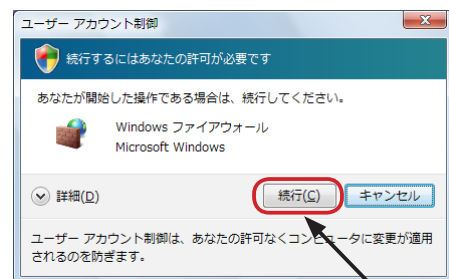 ユーザー アカウント制御
続行するにはあなたの許可が必要です
あなたが開始した操作である場合は、続行してください。
Windows ファイアウォール
Microsoft Windows
詳細(D)
続行(C)
キャンセル
ユーザー アカウント制御は、あなたの許可なくコンピュータに変更が適用
されるのを防ぎます。